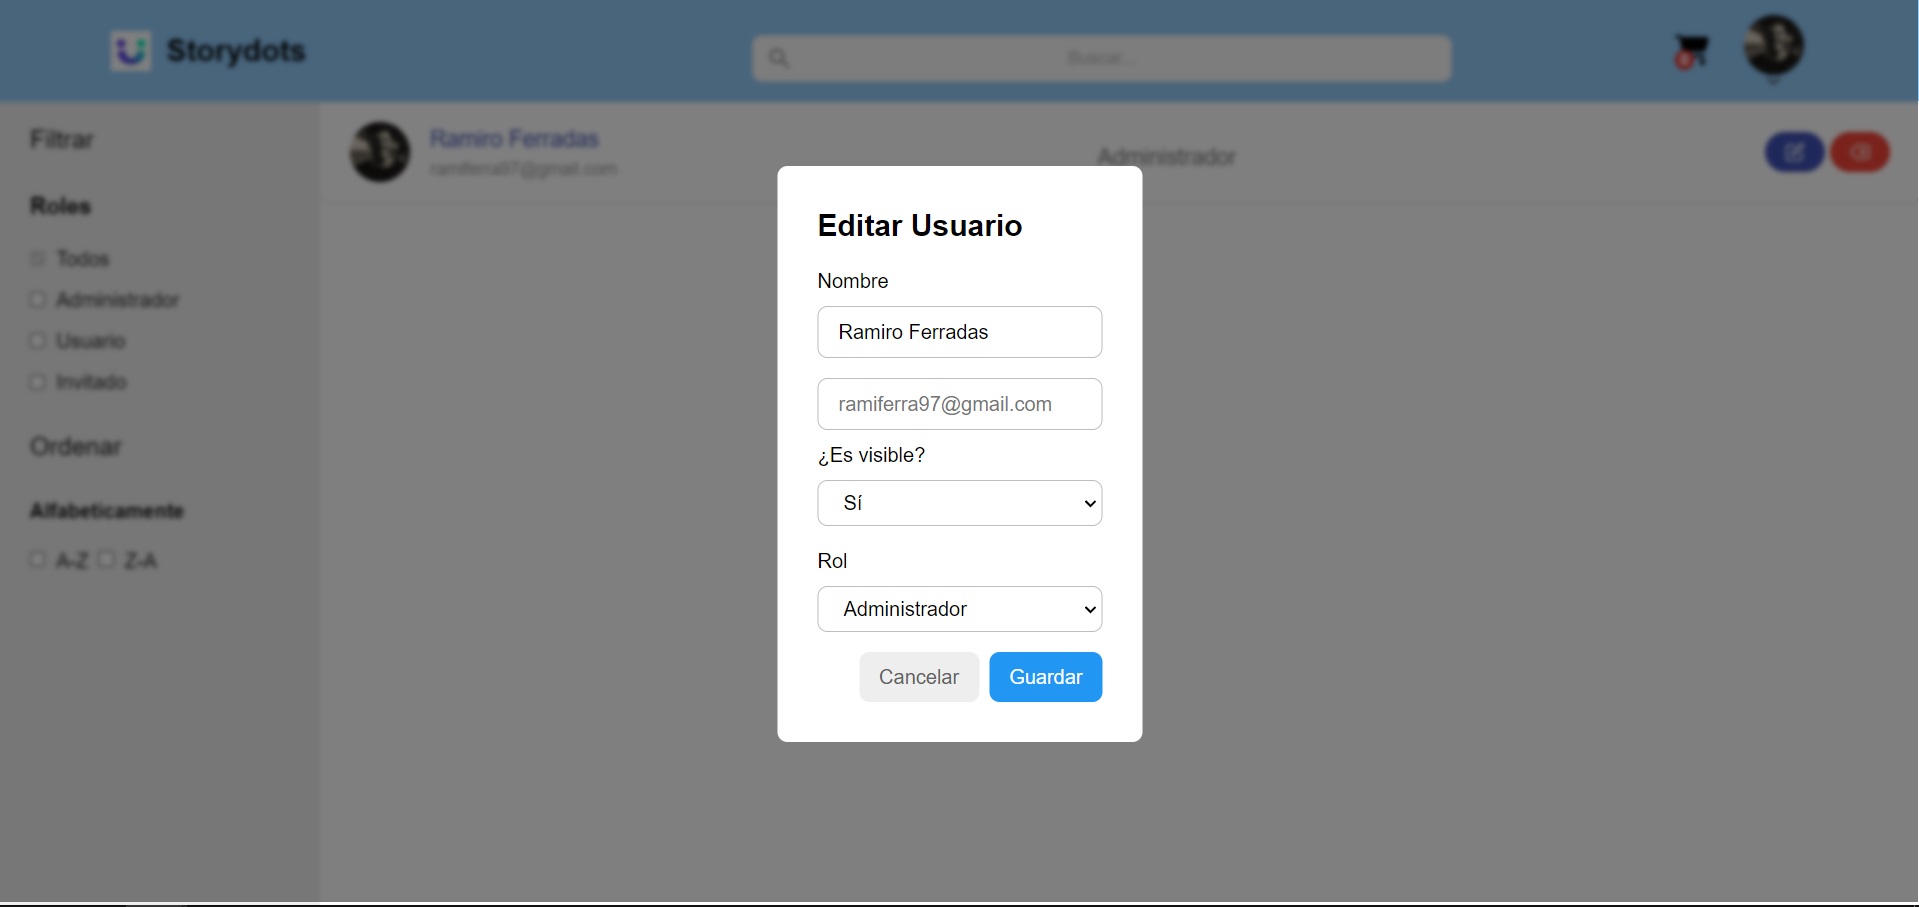 Storydots
Buscar...
Filtrar
Roles
Todos
Administrador
Usuario
Invitado
Ordenar
Alfabeticamente
A-Z Z-A
Ramiro Ferradas
ramiferra97@gmail.com
Administrador
Editar Usuario
Nombre
Ramiro Ferradas
ramiferra97@gmail.com
¿Es visible?
Sí
Rol
Administrador
Cancelar Guardar